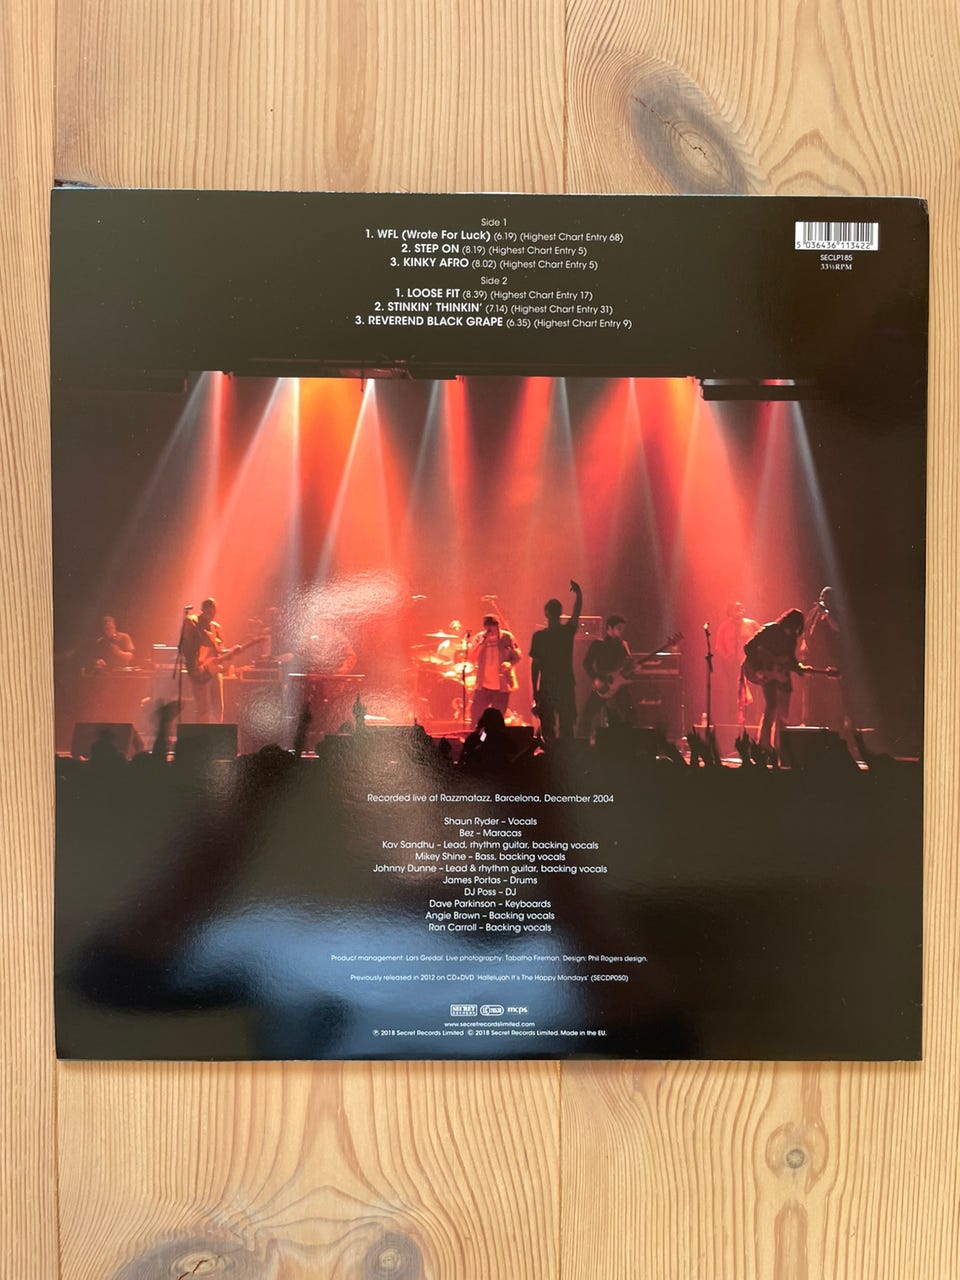 Side 1
1. WFL (Wrote For Luck) (6.19) (Highest Chart Entry 68)
2. STEP ON (8.19) (Highest Chart Entry 5)
3. KINKY AFRO (8.02) (Highest Chart Entry 5)
Side 2
1. LOOSE FIT (8.39) (Highest Chart Entry 17)
2. STINKIN' THINKIN' (7.14) (Highest Chart Entry 31)
3. REVEREND BLACK GRAPE (6.35) (Highest Chart Entry 9)
5 036436 113422
SECLP185
33⅓RPM
Recorded live at Razzmatazz, Barcelona, December 2004
Shaun Ryder – Vocals
Bez – Maracas
Kav Sandhu – Lead, rhythm guitar, backing vocals
Mikey Shine – Bass, backing vocals
Johnny Dunne – Lead & rhythm guitar, backing vocals
James Portas – Drums
DJ Poss – DJ
Dave Parkinson – Keyboards
Angie Brown – Backing vocals
Ron Carroll – Backing vocals
Product management: Lars Gredal. Live photography: Tabatha Fireman. Design: Phil Rogers design.
Previously released in 2012 on CD+DVD 'Hallelujah It's The Happy Mondays' (SECDP050)
SECRET RECORDS mcps
www.secretrecordslimited.com
℗ 2018 Secret Records Limited © 2018 Secret Records Limited. Made in the EU.